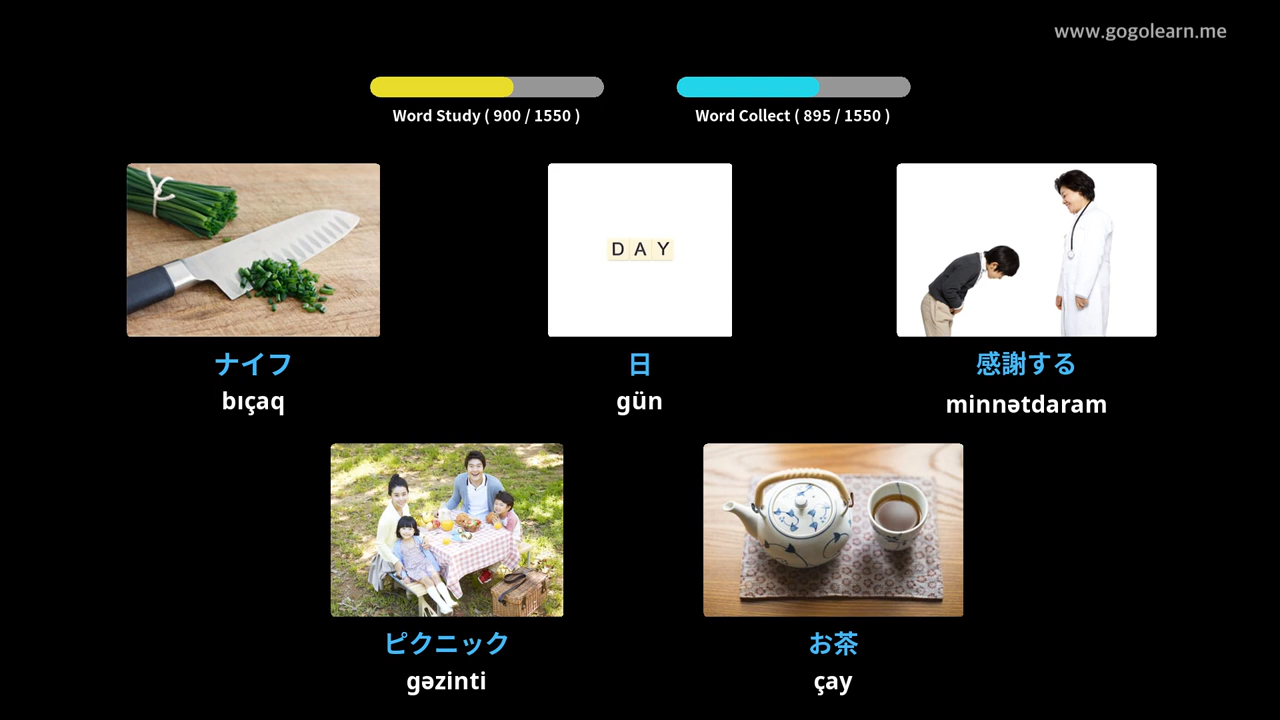 www.gogolearn.me
Word Study ( 900 / 1550 )
Word Collect ( 895 / 1550 )
D A Y
ナイフ
bıçaq
日
gün
感謝する
minnətdaram
ピクニック
gəzinti
お茶
çay